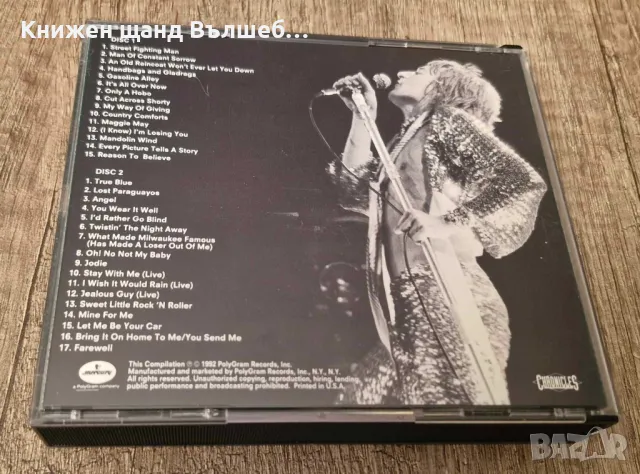 Книжен щанд Вълшеб...
DISC 1
1. Street Fighting Man
2. Man Of Constant Sorrow
3. An Old Raincoat Won't Ever Let You Down
4. Handbags and Gladrags
5. Gasoline Alley
6. It's All Over Now
7. Only A Hobo
8. Cut Across Shorty
9. My Way Of Giving
10. Country Comforts
11. Maggie May
12. (I Know) I'm Losing You
13. Mandolin Wind
14. Every Picture Tells A Story
15. Reason To Believe
DISC 2
1. True Blue
2. Lost Paraguayos
3. Angel
4. You Wear It Well
5. I'd Rather Go Blind
6. Twistin' The Night Away
7. What Made Milwaukee Famous
(Has Made A Loser Out Of Me)
8. Oh! No Not My Baby
9. Jodie
10. Stay With Me (Live)
11. I Wish It Would Rain (Live)
12. Jealous Guy (Live)
13. Sweet Little Rock 'N Roller
14. Mine For Me
15. Let Me Be Your Car
16. Bring It On Home To Me/You Send Me
17. Farewell
This Compilation ℗ © 1992 PolyGram Records, Inc.
Manufactured and marketed by PolyGram Records, Inc., N.Y., N.Y.
All rights reserved. Unauthorized copying, reproduction, hiring, lending,
public performance and broadcasting prohibited. Printed in U.S.A.
mercury
a PolyGram company
CHRONICLES
BAZAR